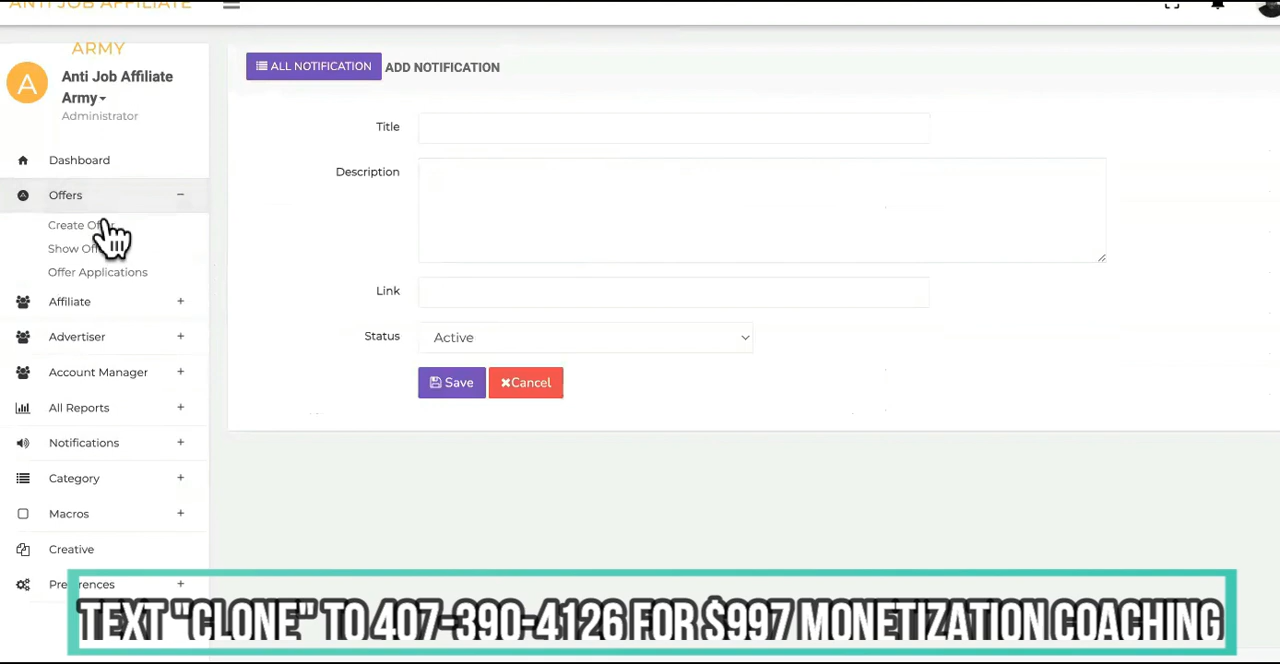 ANTI JOB AFFILIATE
ARMY
A
Anti Job Affiliate
Army
Administrator
Dashboard
Offers
Create Offer
Show Off
Offer Applications
Affiliate
Advertiser
Account Manager
All Reports
Notifications
Category
Macros
Creative
Preferences
ALL NOTIFICATION ADD NOTIFICATION
Title
Description
Link
Status Active
Save Cancel
TEXT "CLONE" TO 407-390-4126 FOR $997 MONETIZATION COACHING